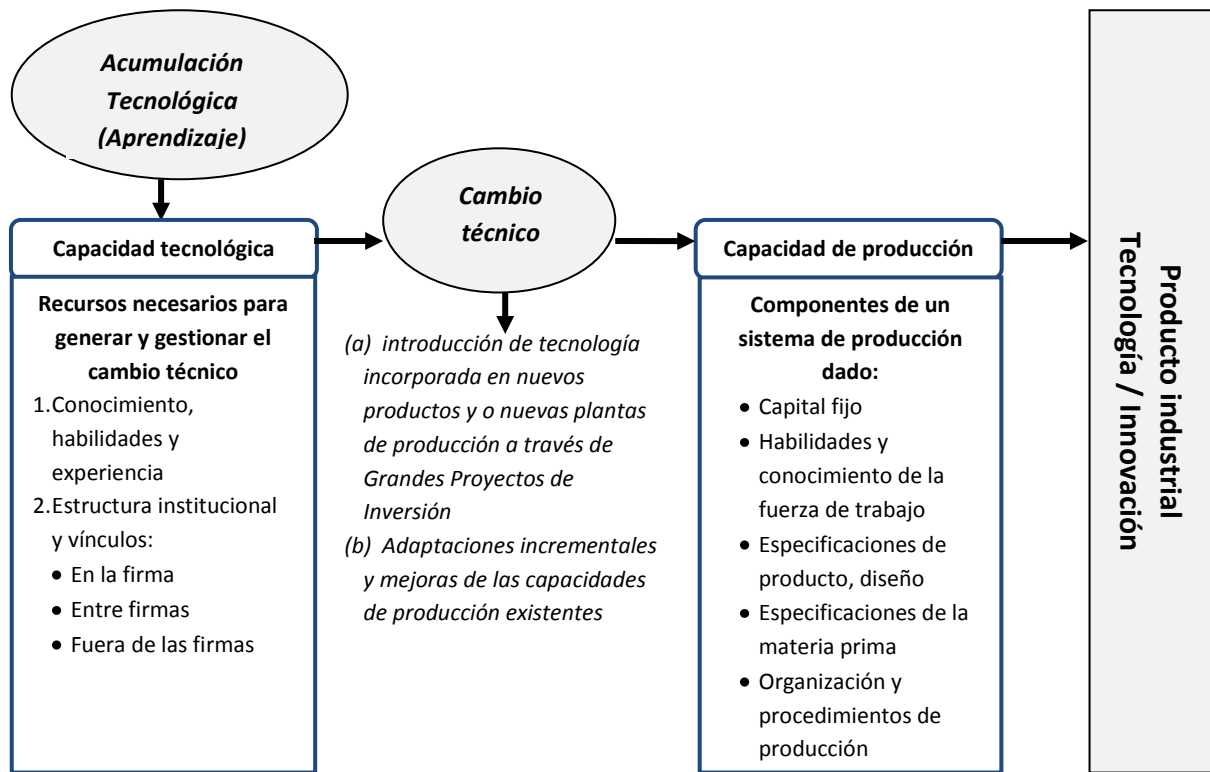 Acumulación
Tecnológica
(Aprendizaje)
Capacidad tecnológica
Recursos necesarios para
generar y gestionar el
cambio técnico
1.Conocimiento,
habilidades y
experiencia
2.Estructura institucional
y vínculos:
• En la firma
• Entre firmas
• Fuera de las firmas
Cambio
técnico
(a) introducción de tecnología
incorporada en nuevos
productos y o nuevas plantas
de producción a través de
Grandes Proyectos de
Inversión
(b) Adaptaciones incrementales
y mejoras de las capacidades
de producción existentes
Capacidad de producción
Componentes de un
sistema de producción
dado:
• Capital fijo
• Habilidades y
conocimiento de la
fuerza de trabajo
• Especificaciones de
producto, diseño
• Especificaciones de la
materia prima
• Organización y
procedimientos de
producción
Producto industrial
Tecnología / Innovación